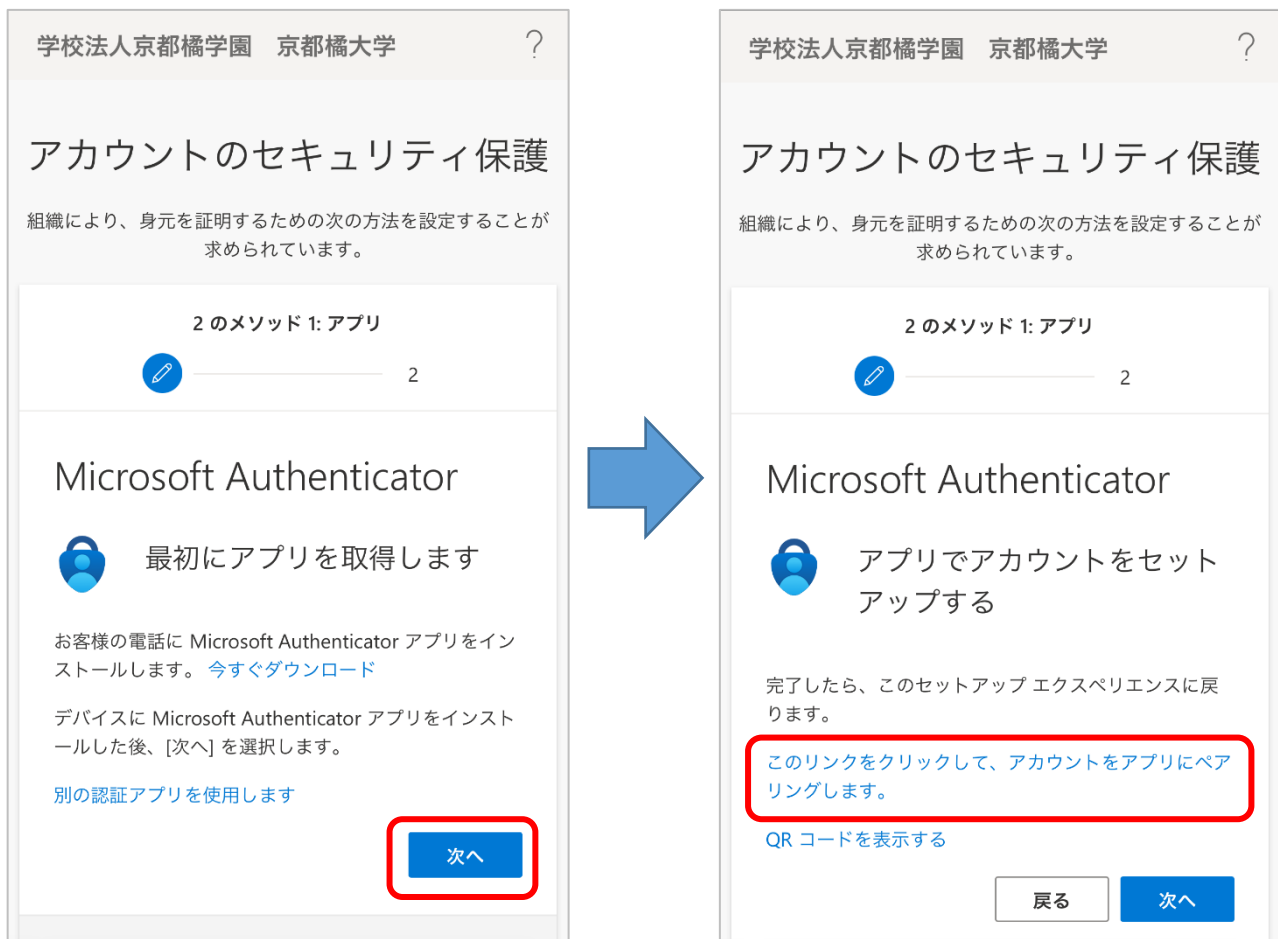 学校法人京都橘学園　京都橘大学
?
アカウントのセキュリティ保護
組織により、身元を証明するための次の方法を設定することが
求められています。
2 のメソッド 1: アプリ
2
Microsoft Authenticator
最初にアプリを取得します
お客様の電話に Microsoft Authenticator アプリをイン
ストールします。 今すぐダウンロード
デバイスに Microsoft Authenticator アプリをインスト
ールした後、[次へ] を選択します。
別の認証アプリを使用します
次へ
学校法人京都橘学園　京都橘大学
?
アカウントのセキュリティ保護
組織により、身元を証明するための次の方法を設定することが
求められています。
2 のメソッド 1: アプリ
2
Microsoft Authenticator
アプリでアカウントをセット
アップする
完了したら、このセットアップ エクスペリエンスに戻
ります。
このリンクをクリックして、アカウントをアプリにペア
リングします。
QR コードを表示する
戻る
次へ